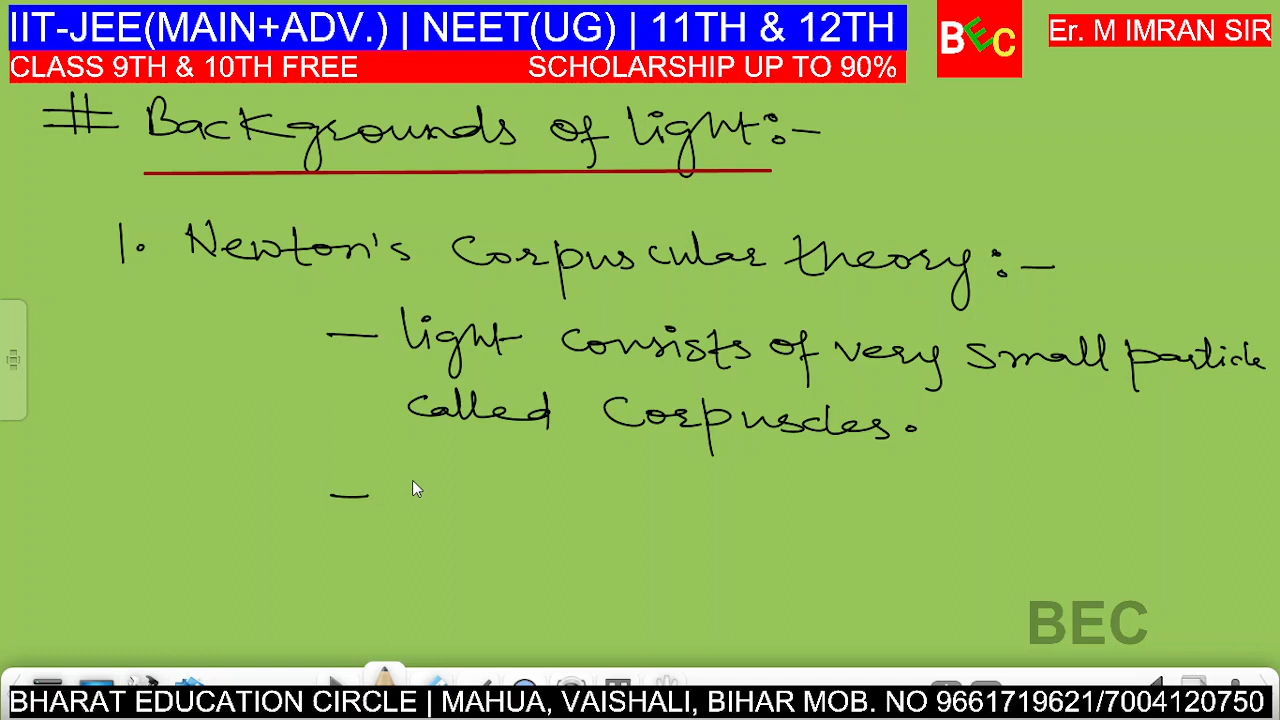 IIT-JEE(MAIN+ADV.) | NEET(UG) | 11TH & 12TH
BEC
Er. M IMRAN SIR
CLASS 9TH & 10TH FREE SCHOLARSHIP UP TO 90%
# Backgrounds of light:-
1. Newton's Corpuscular theory:-
— light consists of very small particle
called Corpuscles.
—
BEC
BHARAT EDUCATION CIRCLE | MAHUA, VAISHALI, BIHAR MOB. NO 9661719621/7004120750